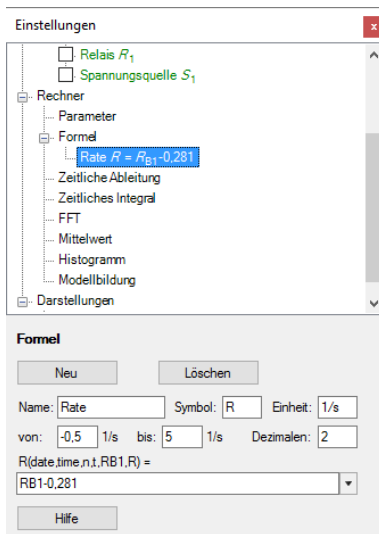 Einstellungen x
Relais R₁
Spannungsquelle S₁
Rechner
Parameter
Formel
Rate R = R_B1-0,281
Zeitliche Ableitung
Zeitliches Integral
FFT
Mittelwert
Histogramm
Modellbildung
Darstellungen
Formel
Neu Löschen
Name: Rate Symbol: R Einheit: 1/s
von: -0,5 1/s bis: 5 1/s Dezimalen: 2
R(date,time,n,t,RB1,R) =
RB1-0,281
Hilfe